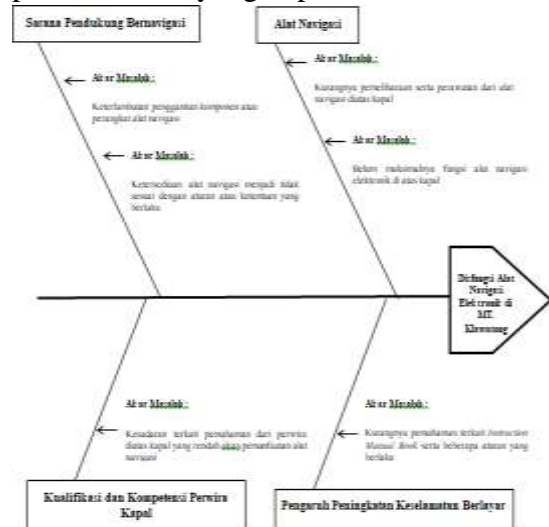 Sarana Pendukung Bernavigasi
Alat Navigasi
Akar Masalah :
Keterlambatan penggantian komponen atau
perangkat alat navigasi
Akar Masalah :
Ketersediaan alat navigasi menjadi tidak
sesuai dengan aturan atau ketentuan yang
berlaku
Akar Masalah :
Kurangnya pemeliharaan serta perawatan dari alat
navigasi diatas kapal
Akar Masalah :
Belum maksimalnya fungsi alat navigasi
elektronik di atas kapal
Disfungsi Alat
Navigasi
Elektronik di
MT.
Klawotong
Akar Masalah :
Kesadaran terkait pemahaman dari perwira
diatas kapal yang rendah akan pemanfaatan alat
navigasi
Kualifikasi dan Kompetensi Perwira
Kapal
Akar Masalah :
Kurangnya pemahaman terkait Instruction
Manual Book serta beberapa aturan yang
berlaku
Pengaruh Peningkatan Keselamatan Berlayar